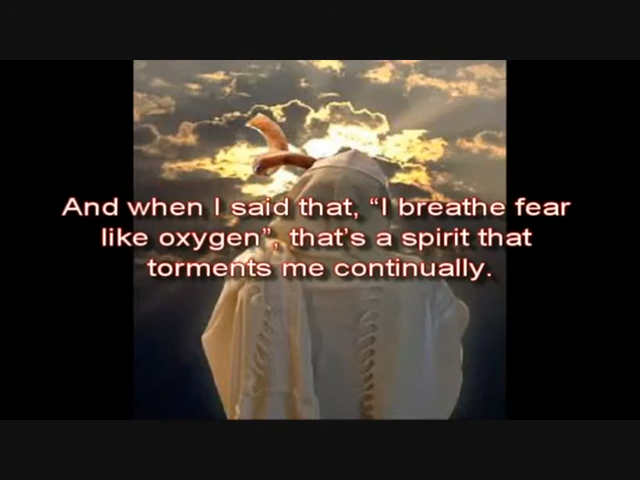 And when I said that, “I breathe fear
like oxygen”, that’s a spirit that
torments me continually.